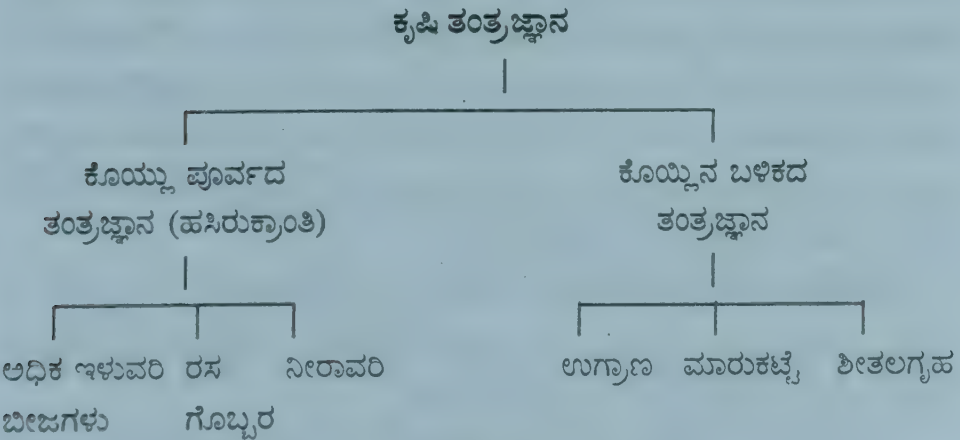 ಕೃಷಿ ತಂತ್ರಜ್ಞಾನ
ಕೊಯ್ಲು ಪೂರ್ವದ
ತಂತ್ರಜ್ಞಾನ (ಹಸಿರುಕ್ರಾಂತಿ)
ಕೊಯ್ಲಿನ ಬಳಿಕದ
ತಂತ್ರಜ್ಞಾನ
ಅಧಿಕ ಇಳುವರಿ ರಸ ನೀರಾವರಿ
ಬೀಜಗಳು ಗೊಬ್ಬರ
ಉಗ್ರಾಣ ಮಾರುಕಟ್ಟೆ ಶೀತಲಗೃಹ